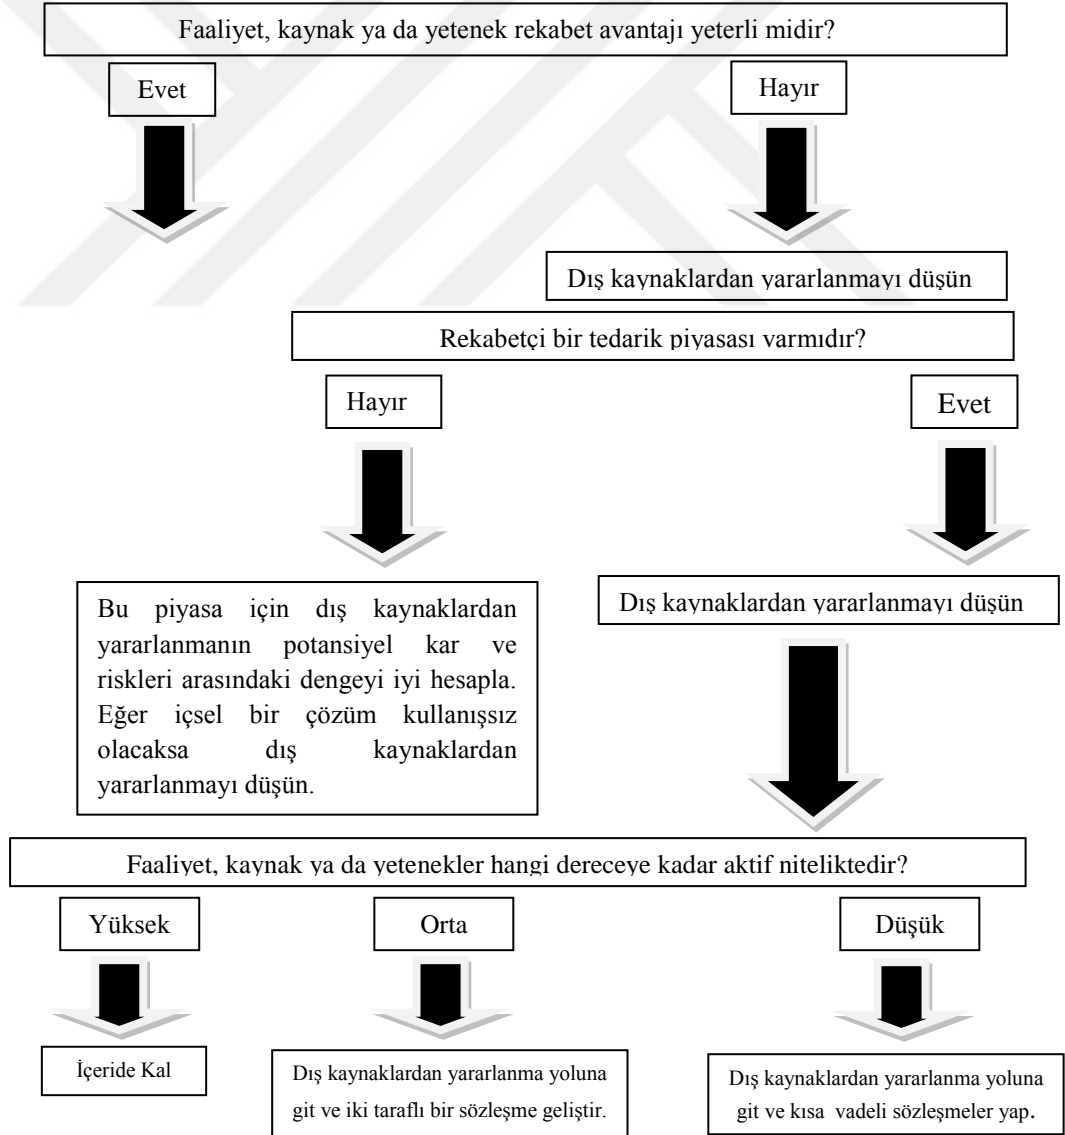 Faaliyet, kaynak ya da yetenek rekabet avantajı yeterli midir?
Evet
Hayır
Dış kaynaklardan yararlanmayı düşün
Rekabetçi bir tedarik piyasası varmıdır?
Hayır
Evet
Bu piyasa için dış kaynaklardan
yararlanmanın potansiyel kar ve
riskleri arasındaki dengeyi iyi hesapla.
Eğer içsel bir çözüm kullanışsız
olacaksa dış kaynaklardan
yararlanmayı düşün.
Dış kaynaklardan yararlanmayı düşün
Faaliyet, kaynak ya da yetenekler hangi dereceye kadar aktif niteliktedir?
Yüksek
Orta
Düşük
İçeride Kal
Dış kaynaklardan yararlanma yoluna
git ve iki taraflı bir sözleşme geliştir.
Dış kaynaklardan yararlanma yoluna
git ve kısa vadeli sözleşmeler yap.